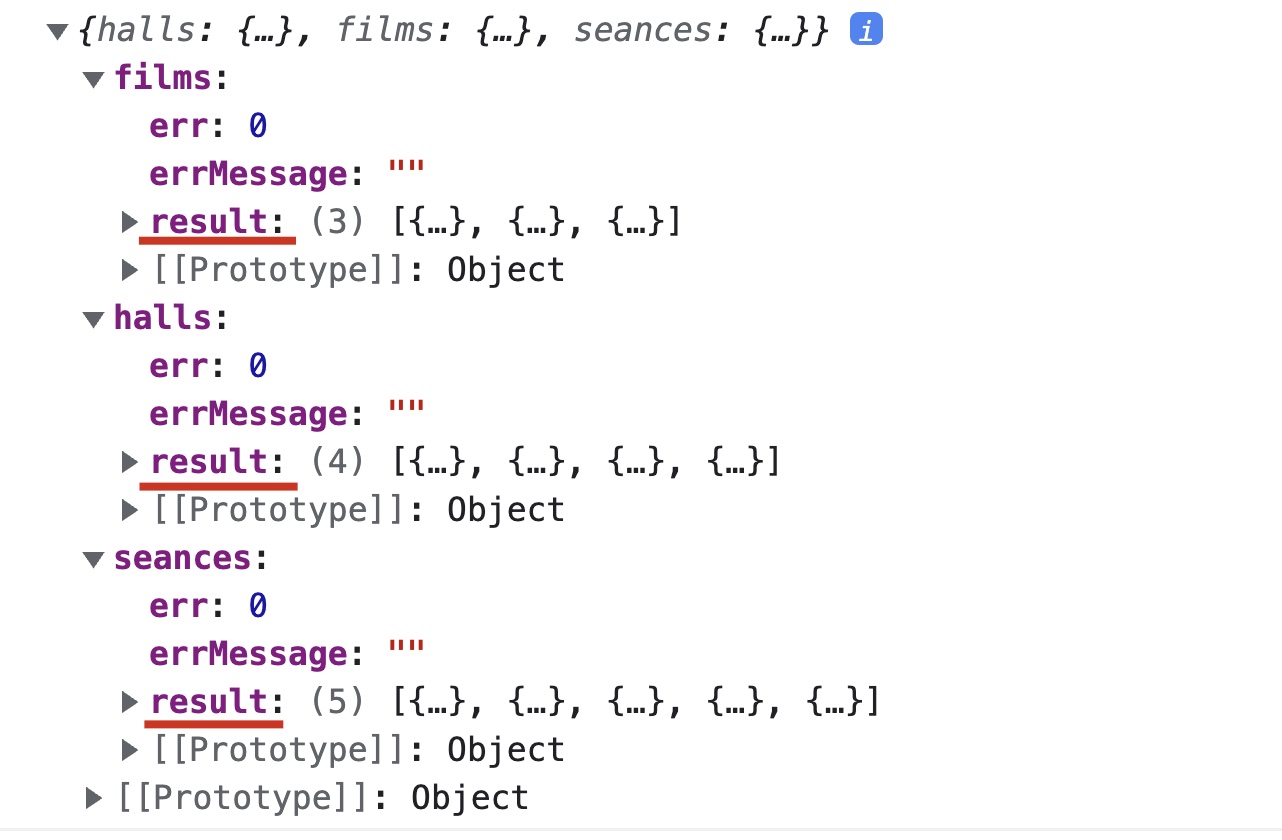 {halls: {…}, films: {…}, seances: {…}} i
films:
err: 0
errMessage: ""
result: (3) [{…}, {…}, {…}]
[[Prototype]]: Object
halls:
err: 0
errMessage: ""
result: (4) [{…}, {…}, {…}, {…}]
[[Prototype]]: Object
seances:
err: 0
errMessage: ""
result: (5) [{…}, {…}, {…}, {…}, {…}]
[[Prototype]]: Object
[[Prototype]]: Object